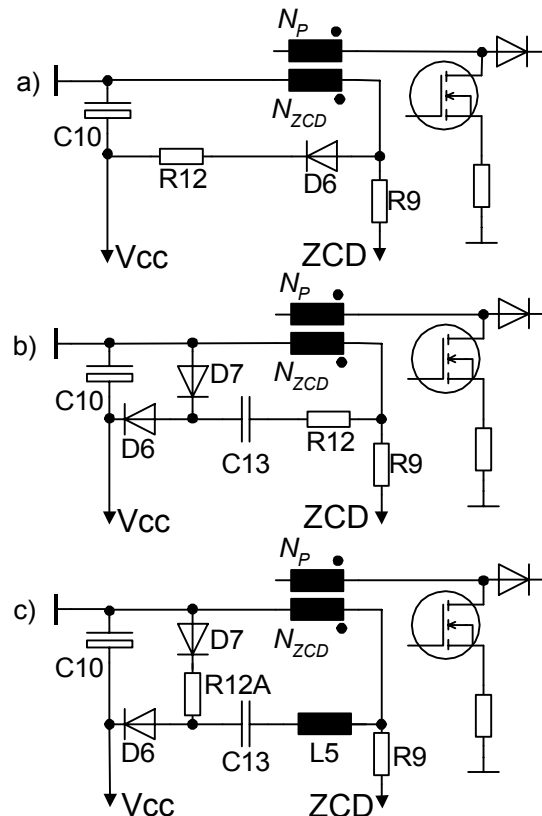 a)
N_P
N_ZCD
C10
R12
D6
R9
Vcc
ZCD
b)
N_P
N_ZCD
D7
C10
D6
C13
R12
R9
Vcc
ZCD
c)
N_P
N_ZCD
D7
C10
R12A
D6
C13
L5
R9
Vcc
ZCD